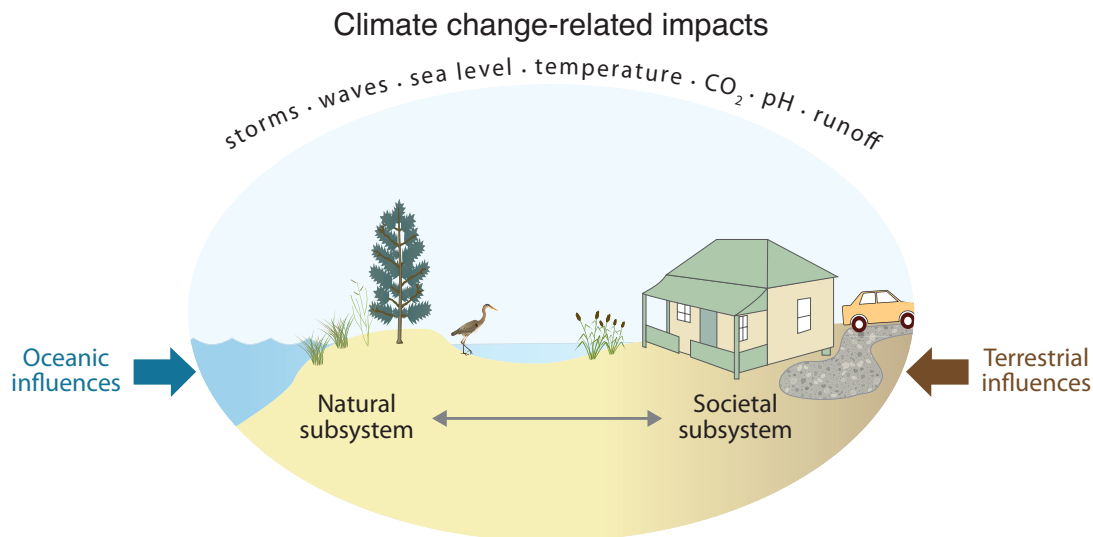 Climate change-related impacts
storms · waves · sea level · temperature · CO₂ · pH · runoff
Oceanic
influences
Terrestrial
influences
Natural
subsystem
Societal
subsystem